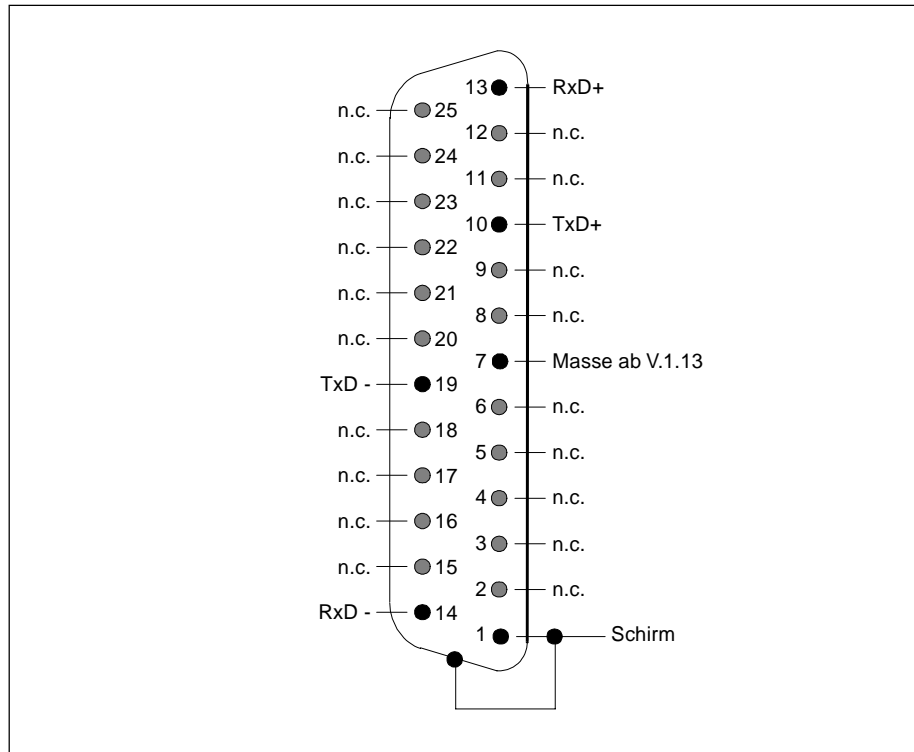 13 RxD+
n.c. 25
12 n.c.
n.c. 24
11 n.c.
n.c. 23
10 TxD+
n.c. 22
9 n.c.
n.c. 21
8 n.c.
n.c. 20
7 Masse ab V.1.13
TxD - 19
6 n.c.
n.c. 18
5 n.c.
n.c. 17
4 n.c.
n.c. 16
3 n.c.
n.c. 15
2 n.c.
RxD - 14
1 Schirm